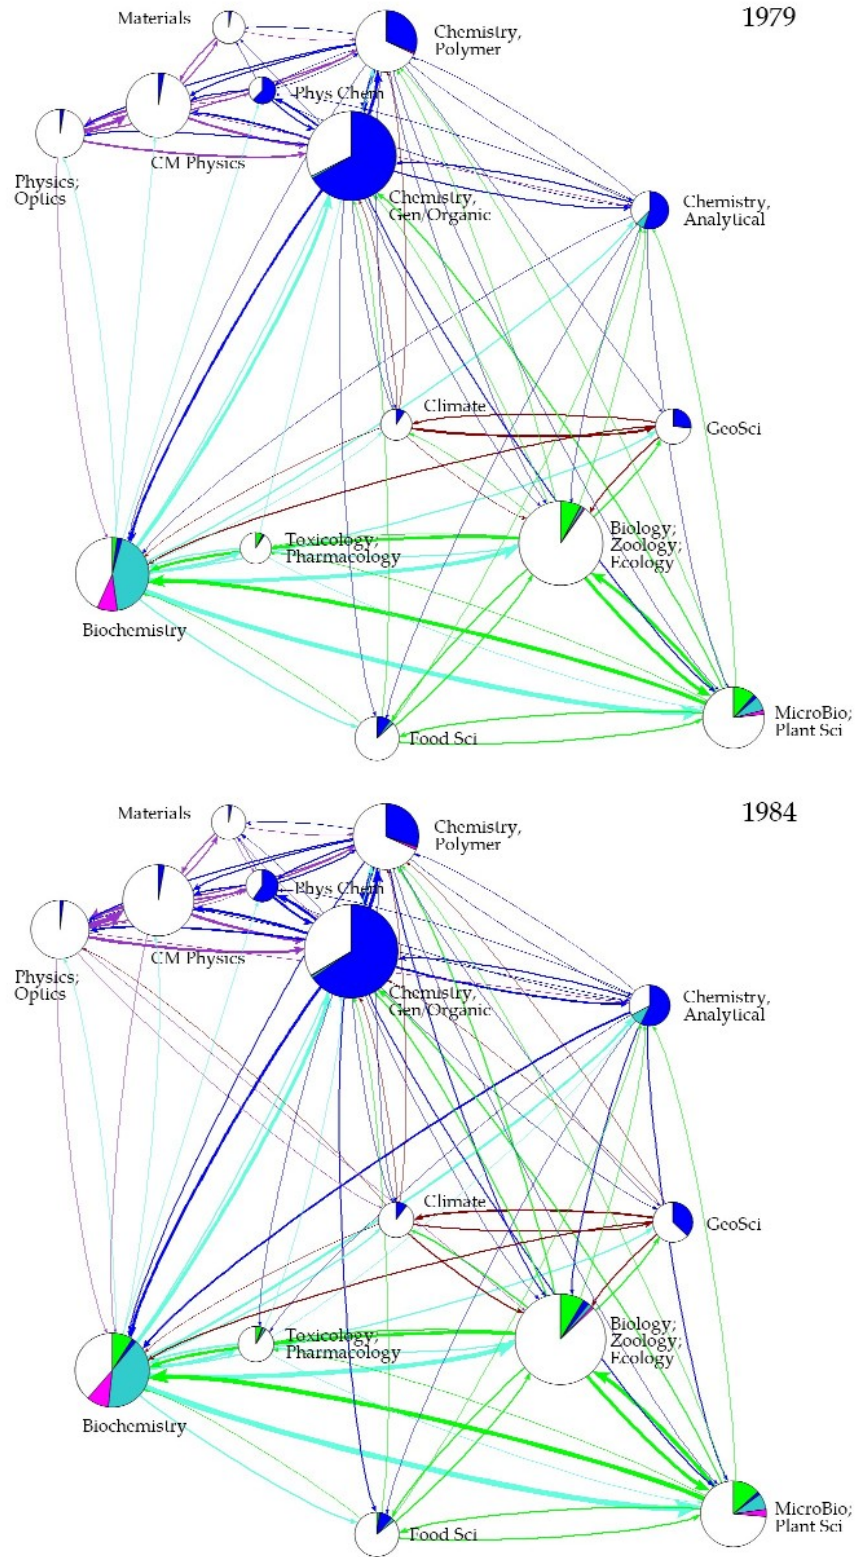 1979
Materials
Chemistry,
Polymer
Phys Chem
CM Physics
Physics;
Optics
Chemistry,
Gen/Organic
Chemistry,
Analytical
Climate
GeoSci
Toxicology;
Pharmacology
Biology;
Zoology;
Ecology
Biochemistry
MicroBio;
Plant Sci
Food Sci
1984
Materials
Chemistry,
Polymer
Phys Chem
CM Physics
Physics;
Optics
Chemistry,
Gen/Organic
Chemistry,
Analytical
Climate
GeoSci
Toxicology;
Pharmacology
Biology;
Zoology;
Ecology
Biochemistry
MicroBio;
Plant Sci
Food Sci